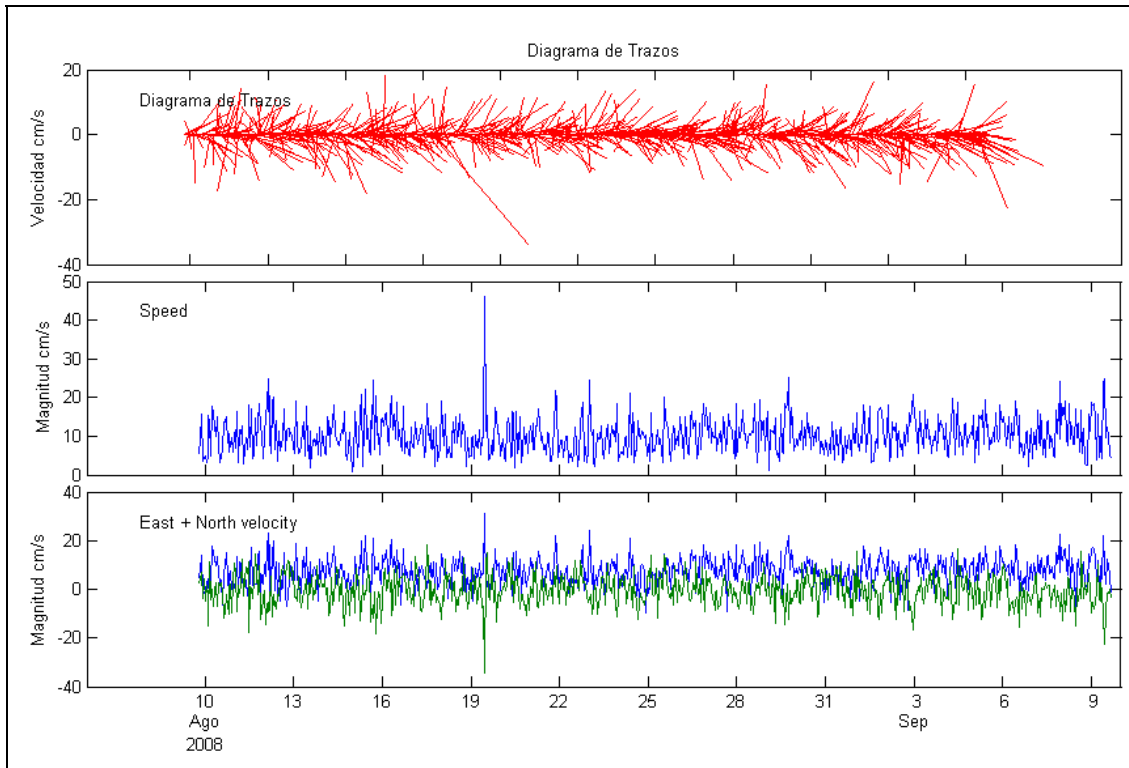 Diagrama de Trazos
20
Diagrama de Trazos
0
-20
-40
Velocidad cm/s
50
Speed
40
30
20
10
0
Magnitud cm/s
40
East + North velocity
20
0
-20
-40
Magnitud cm/s
10 13 16 19 22 25 28 31 3 6 9
Ago Sep
2008